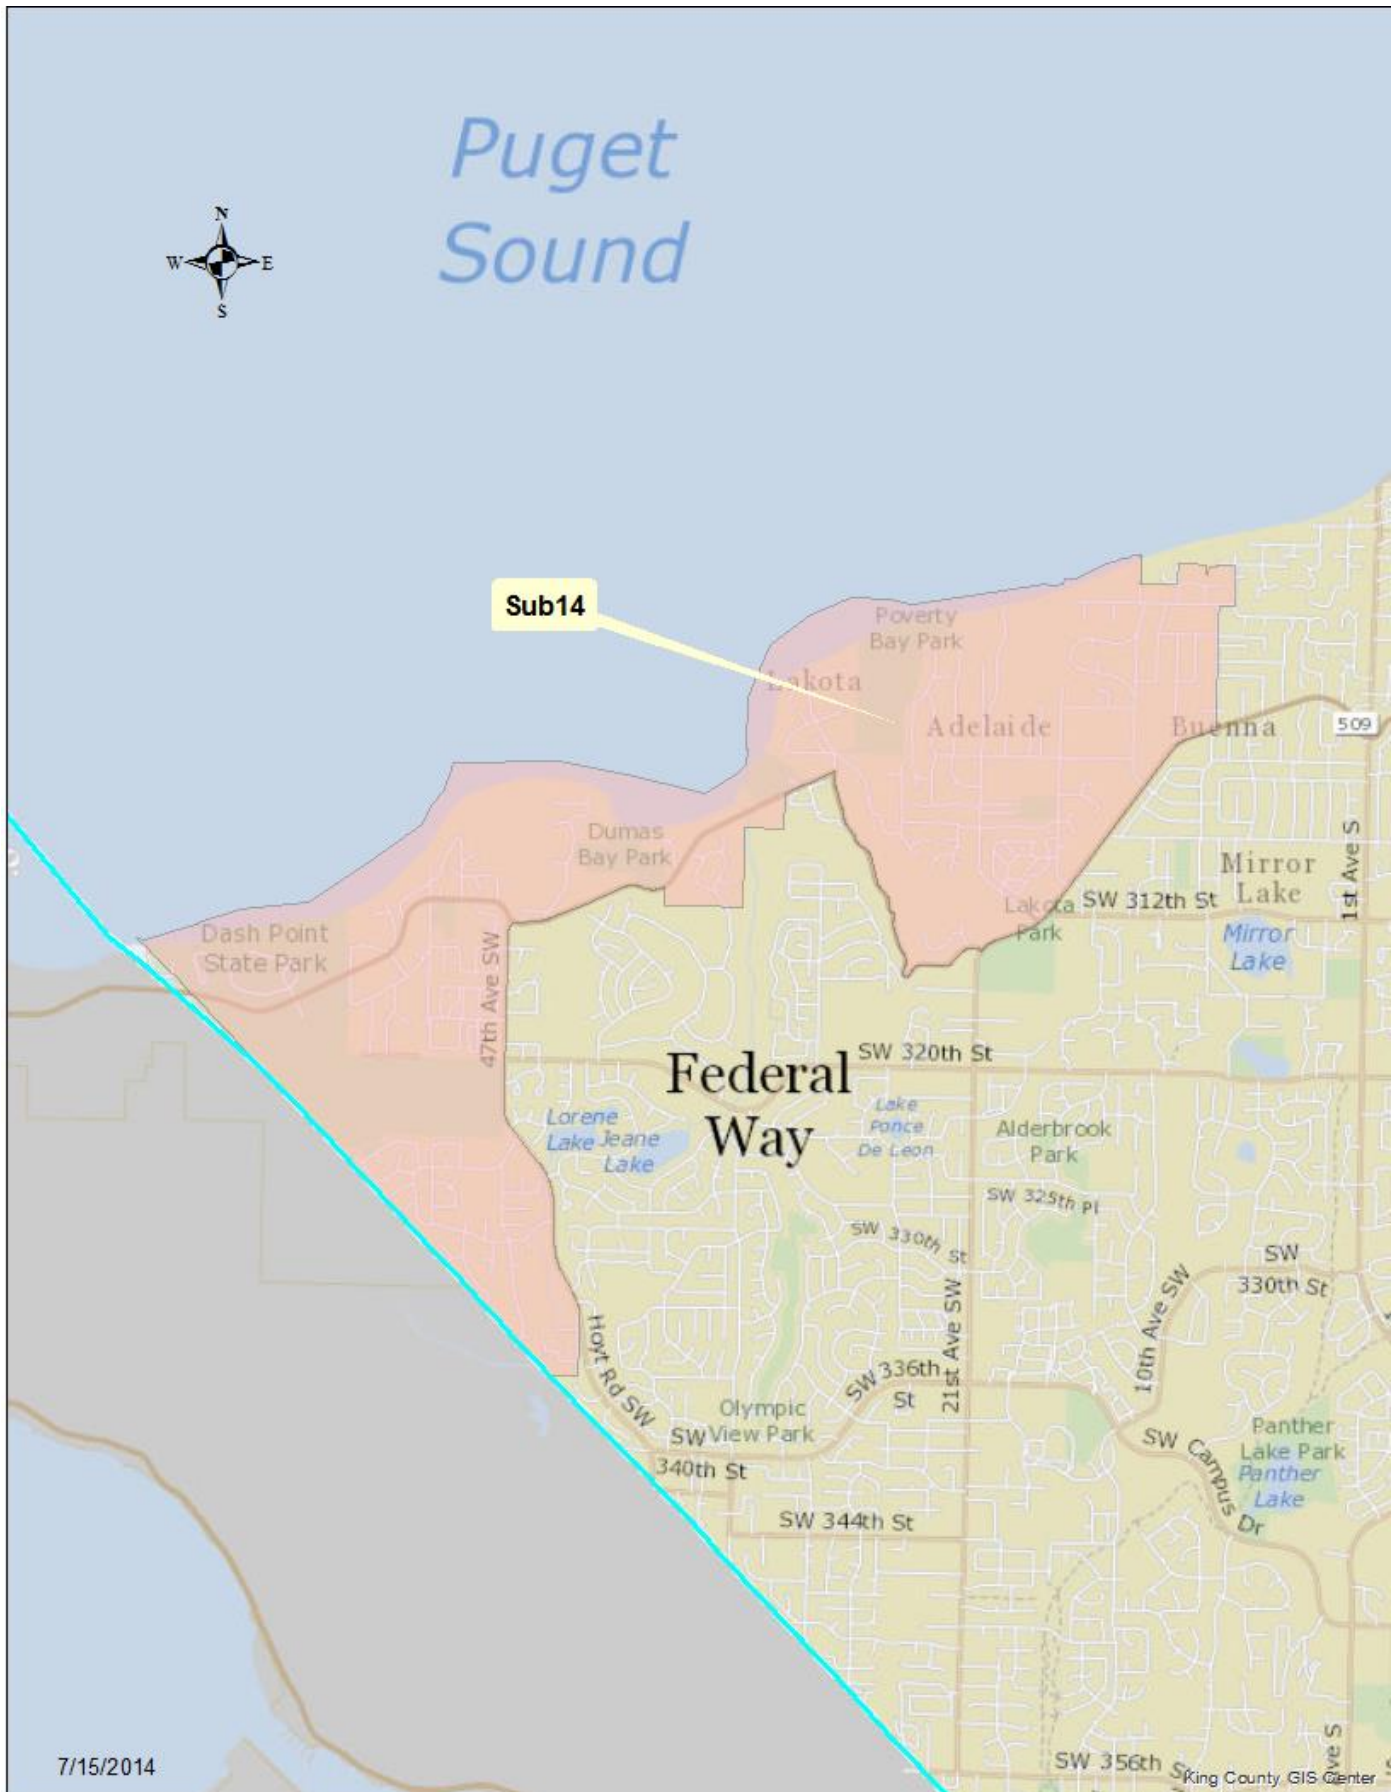 Puget
Sound
N
W E
S
Sub14
Poverty
Bay Park
Lakota
Adelaide
Buenna
509
Dumas
Bay Park
Mirror
Lake
1st Ave S
Lakota
Park
SW 312th St
Mirror
Lake
Dash Point
State Park
47th Ave SW
SW 320th St
Federal
Way
Lorene
Lake
Jeane
Lake
Lake
Ponce
De Leon
Alderbrook
Park
SW 325th Pl
SW 330th St
SW
330th St
10th Ave SW
21st Ave SW
Hoyt Rd SW
SW 336th
St
Olympic
View Park
SW
340th St
Panther
Lake Park
Panther
Lake
SW Campus Dr
SW 344th St
SW 356th
ve S
7/15/2014
King County GIS Center